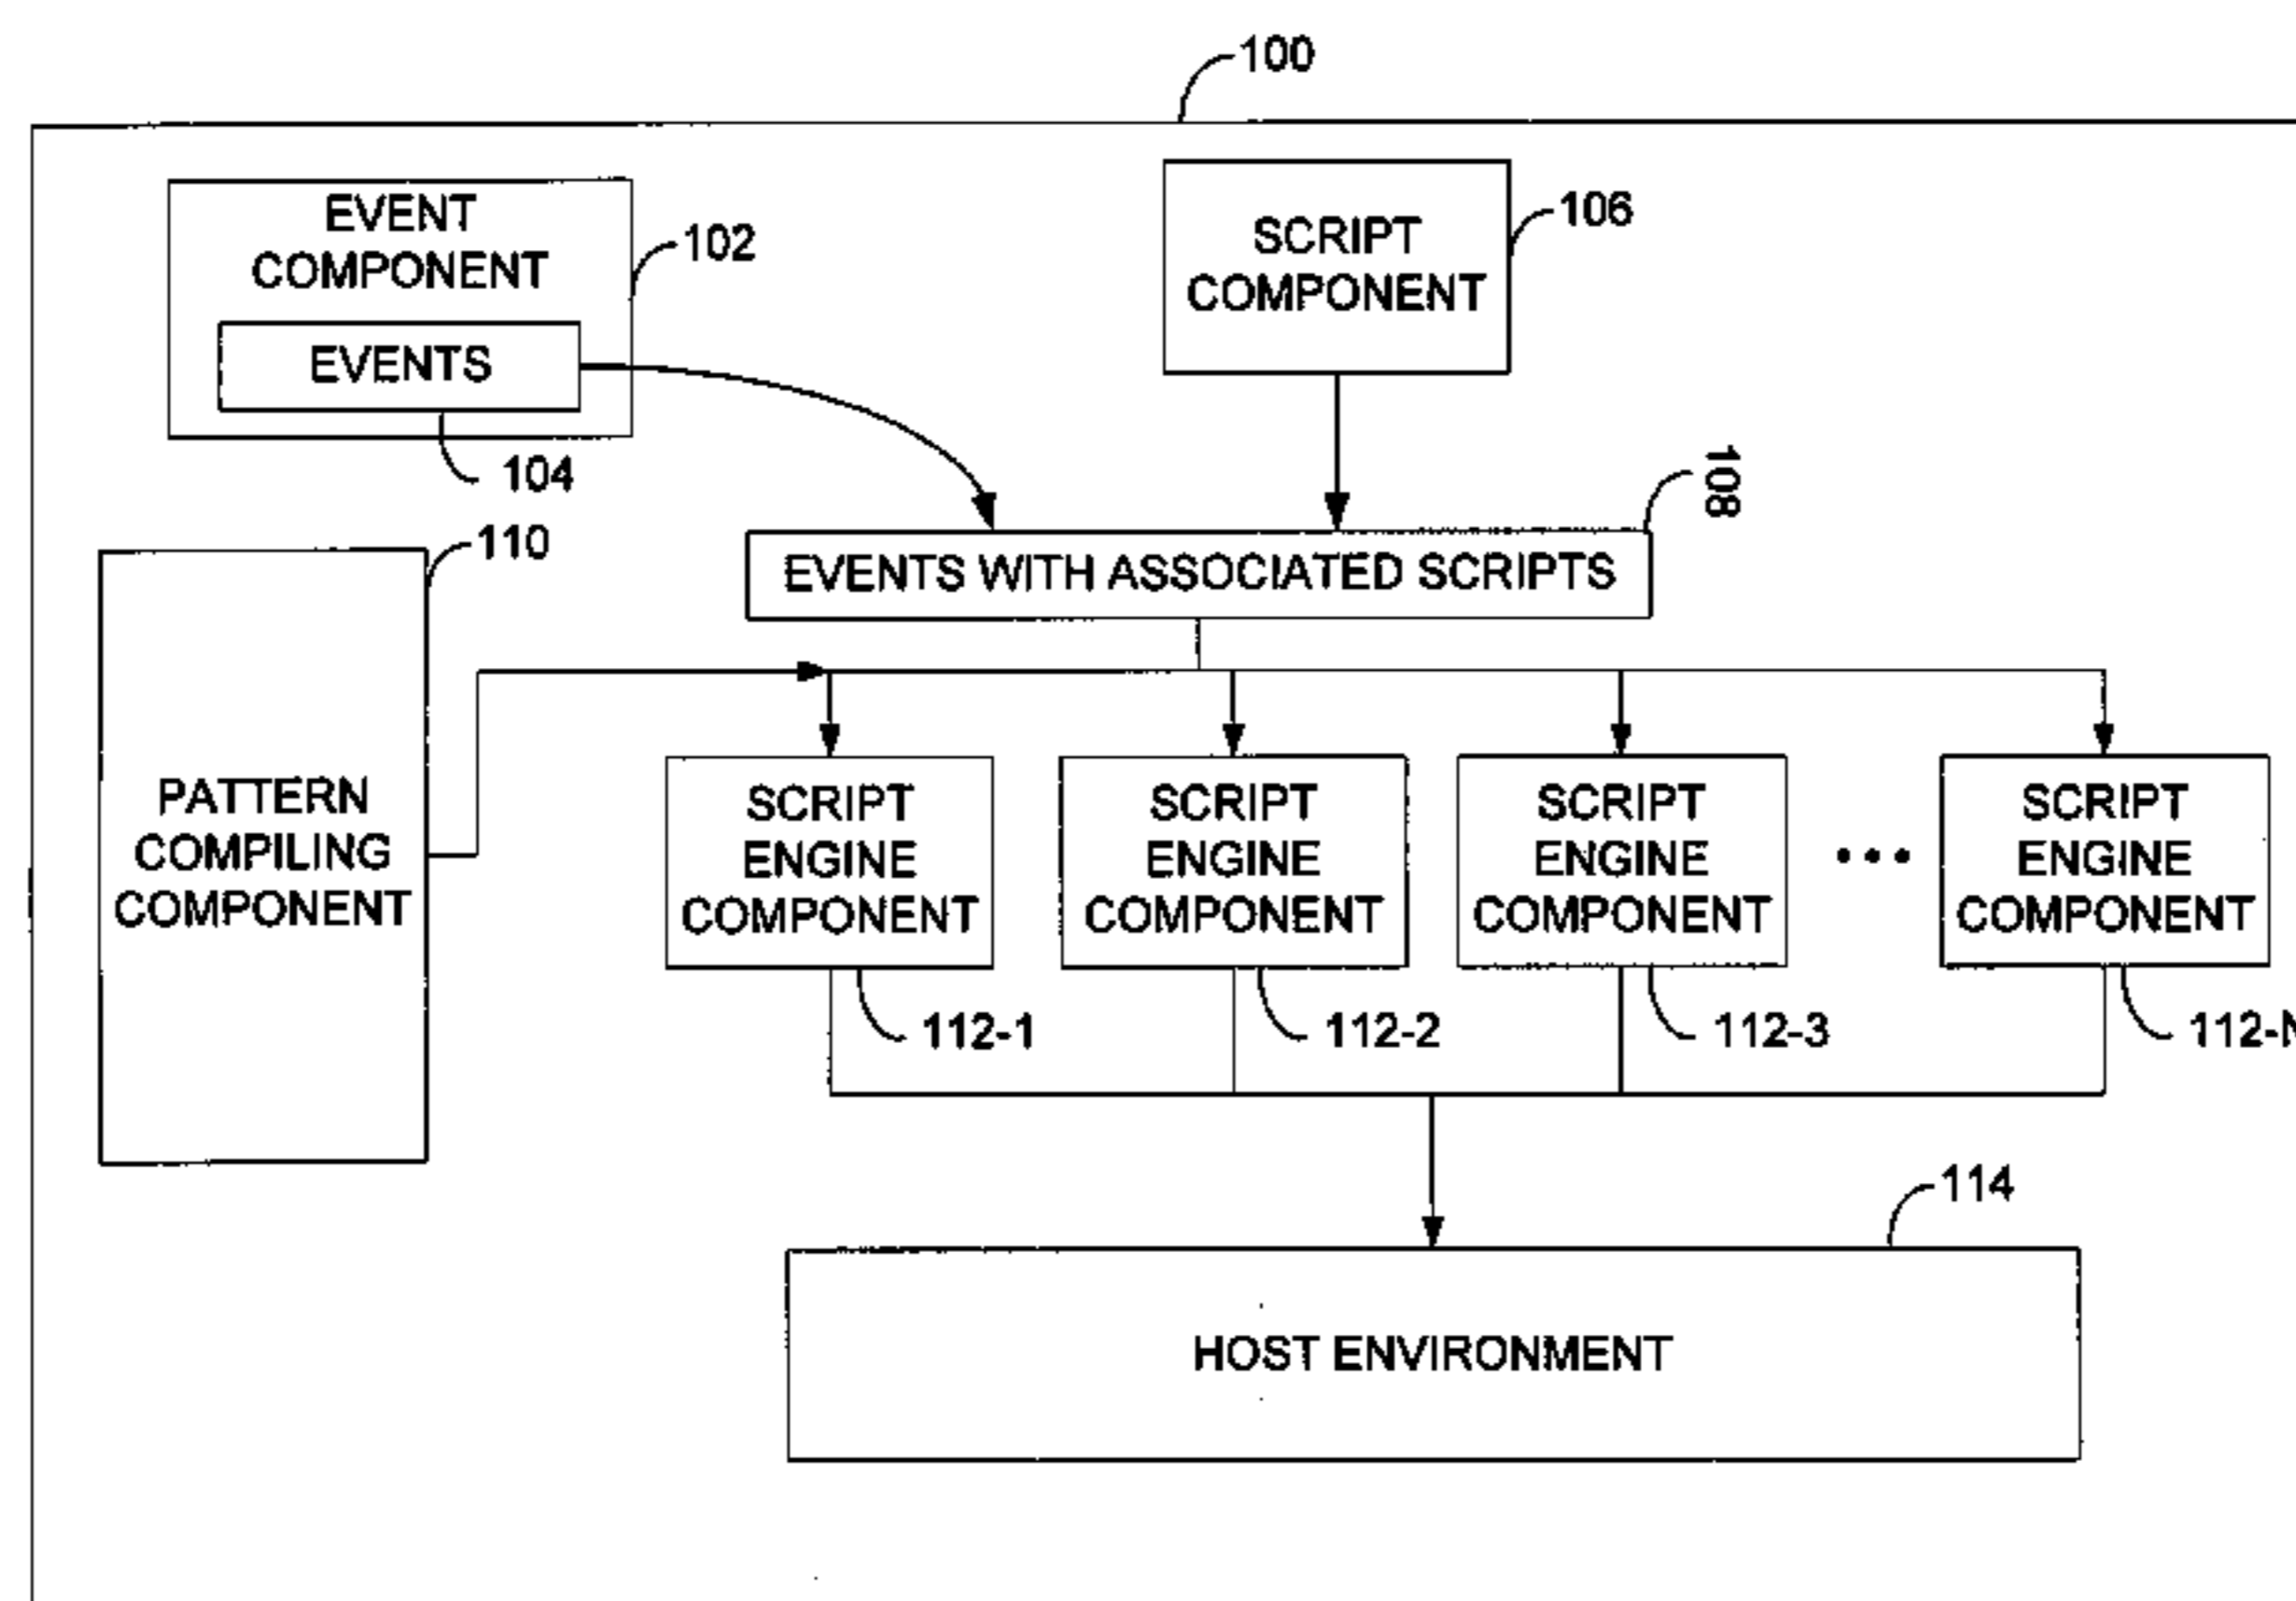 100
EVENT
COMPONENT
102
EVENTS
104
SCRIPT
COMPONENT
106
108
EVENTS WITH ASSOCIATED SCRIPTS
110
PATTERN
COMPILING
COMPONENT
SCRIPT
ENGINE
COMPONENT
112-1
SCRIPT
ENGINE
COMPONENT
112-2
SCRIPT
ENGINE
COMPONENT
112-3
•••
SCRIPT
ENGINE
COMPONENT
112-N
114
HOST ENVIRONMENT